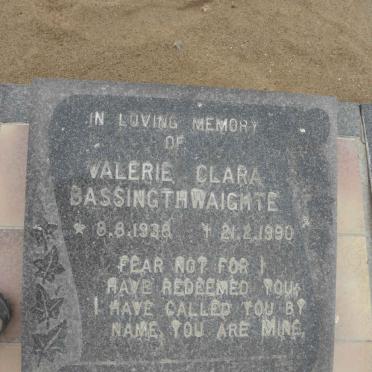 IN LOVING MEMORY
OF
VALERIE CLARA
BASSINGTHWAIGHTE
* 8.8.1938 † 21.2.1990
FEAR NOT FOR I
HAVE REDEEMED YOU.
I HAVE CALLED YOU BY
NAME, YOU ARE MINE.